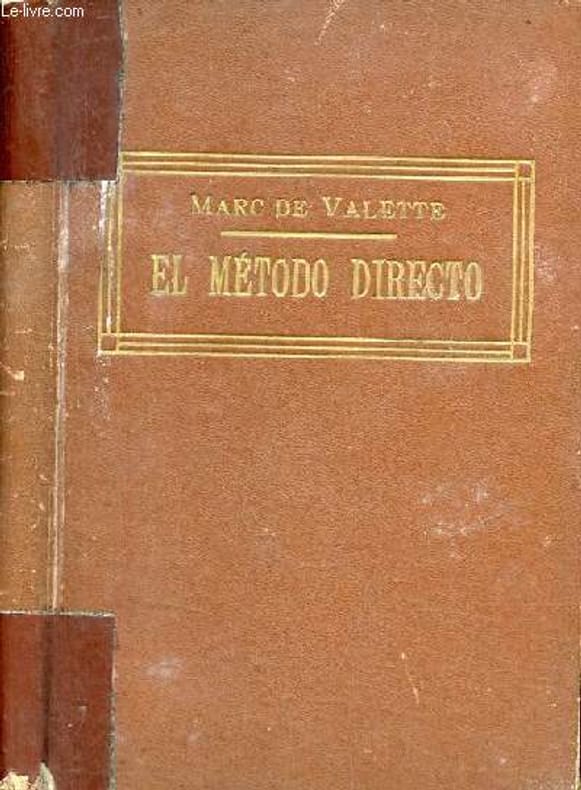 Le-livre.com
MARC DE VALETTE
EL MÉTODO DIRECTO